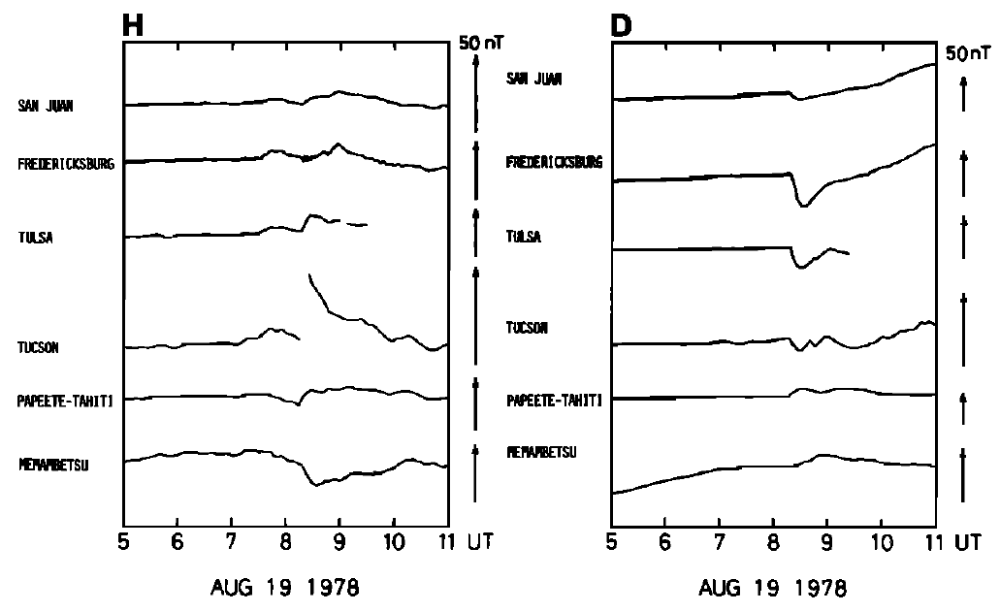 H
D
50 nT
50 nT
SAN JUAN
SAN JUAN
FREDERICKSBURG
FREDERICKSBURG
TULSA
TULSA
TUCSON
TUCSON
PAPEETE-TAHITI
PAPEETE-TAHITI
MEMAMBETSU
MEMAMBETSU
5 6 7 8 9 10 11 UT
5 6 7 8 9 10 11 UT
AUG 19 1978
AUG 19 1978